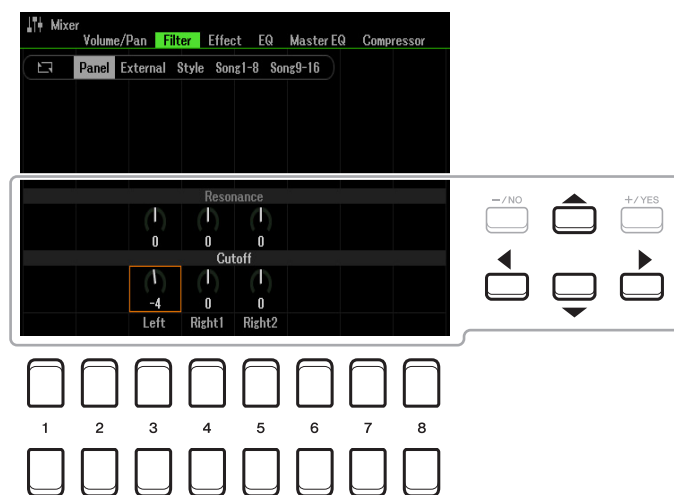 Mixer
Volume/Pan Filter Effect EQ Master EQ Compressor
Panel External Style Song1-8 Song9-16
Resonance
0 0 0
Cutoff
-4 0 0
Left Right1 Right2
−/NO +/YES
1 2 3 4 5 6 7 8